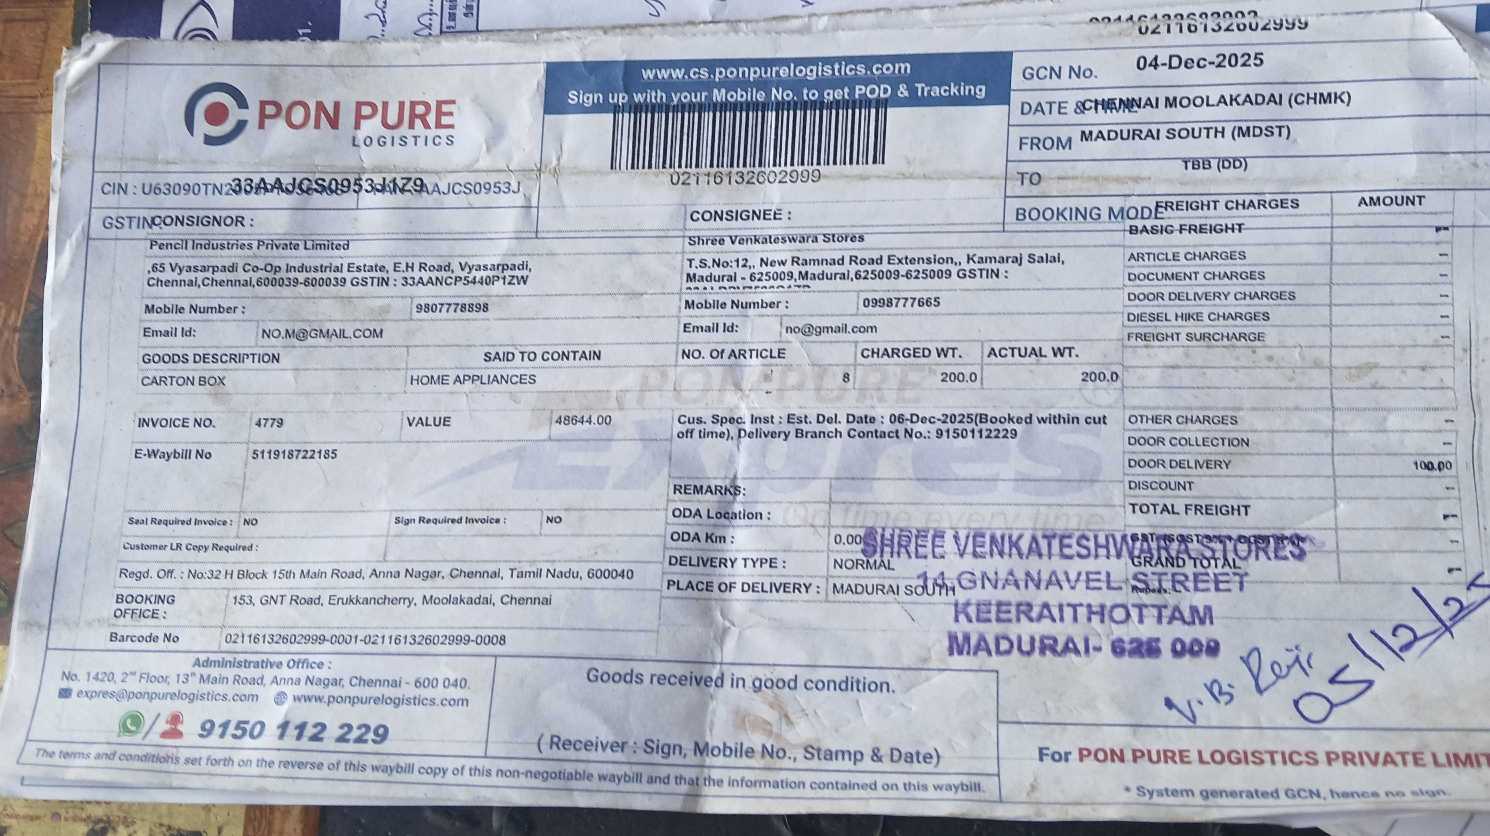 02116132602999
www.cs.ponpurelogistics.com
Sign up with your Mobile No. to get POD & Tracking
PON PURE
LOGISTICS
02116132602999
GCN No.
04-Dec-2025
DATE &
CHENNAI MOOLAKADAI (CHMK)
FROM
MADURAI SOUTH (MDST)
TO
TBB (DD)
BOOKING MODE
CIN : U63090TN2
33AAJCS0953J1Z9
AAJCS0953J
GSTIN
CONSIGNOR :
Pencil Industries Private Limited
,65 Vyasarpadi Co-Op Industrial Estate, E.H Road, Vyasarpadi,
Chennai,Chennai,600039-600039 GSTIN : 33AANCP5440P1ZW
Mobile Number : 9807778898
Email Id: NO.M@GMAIL.COM
CONSIGNEE :
Shree Venkateswara Stores
T.S.No:12,, New Ramnad Road Extension,, Kamaraj Salai,
Madurai - 625009,Madurai,625009-625009 GSTIN :
Mobile Number : 0998777665
Email Id: no@gmail.com
GOODS DESCRIPTION SAID TO CONTAIN NO. Of ARTICLE CHARGED WT. ACTUAL WT.
CARTON BOX HOME APPLIANCES 8 200.0 200.0
INVOICE NO. 4779 VALUE 48644.00
E-Waybill No 511918722185
Cus. Spec. Inst : Est. Del. Date : 06-Dec-2025(Booked within cut
off time), Delivery Branch Contact No.: 9150112229
PON PURE
Expres
On time every time
Seal Required Invoice : NO Sign Required Invoice : NO
Customer LR Copy Required :
REMARKS:
ODA Location :
ODA Km : 0.00
DELIVERY TYPE : NORMAL
PLACE OF DELIVERY : MADURAI SOUTH
Regd. Off. : No:32 H Block 15th Main Road, Anna Nagar, Chennai, Tamil Nadu, 600040
BOOKING
OFFICE :
153, GNT Road, Erukkancherry, Moolakadai, Chennai
Barcode No 02116132602999-0001-02116132602999-0008
FREIGHT CHARGES AMOUNT
BASIC FREIGHT --
ARTICLE CHARGES --
DOCUMENT CHARGES --
DOOR DELIVERY CHARGES --
DIESEL HIKE CHARGES --
FREIGHT SURCHARGE --
OTHER CHARGES --
DOOR COLLECTION --
DOOR DELIVERY 100.00
DISCOUNT --
TOTAL FREIGHT --
GRAND TOTAL --
SHREE VENKATESHWARA STORES
14 GNANAVEL STREET
KEERAITHOTTAM
MADURAI- 625 009
05/12/25
Administrative Office :
No. 1420, 2nd Floor, 13th Main Road, Anna Nagar, Chennai - 600 040.
expres@ponpurelogistics.com www.ponpurelogistics.com
9150 112 229
Goods received in good condition.
( Receiver : Sign, Mobile No., Stamp & Date)
For PON PURE LOGISTICS PRIVATE LIMIT
* System generated GCN, hence no sign.
The terms and conditions set forth on the reverse of this waybill copy of this non-negotiable waybill and that the information contained on this waybill.